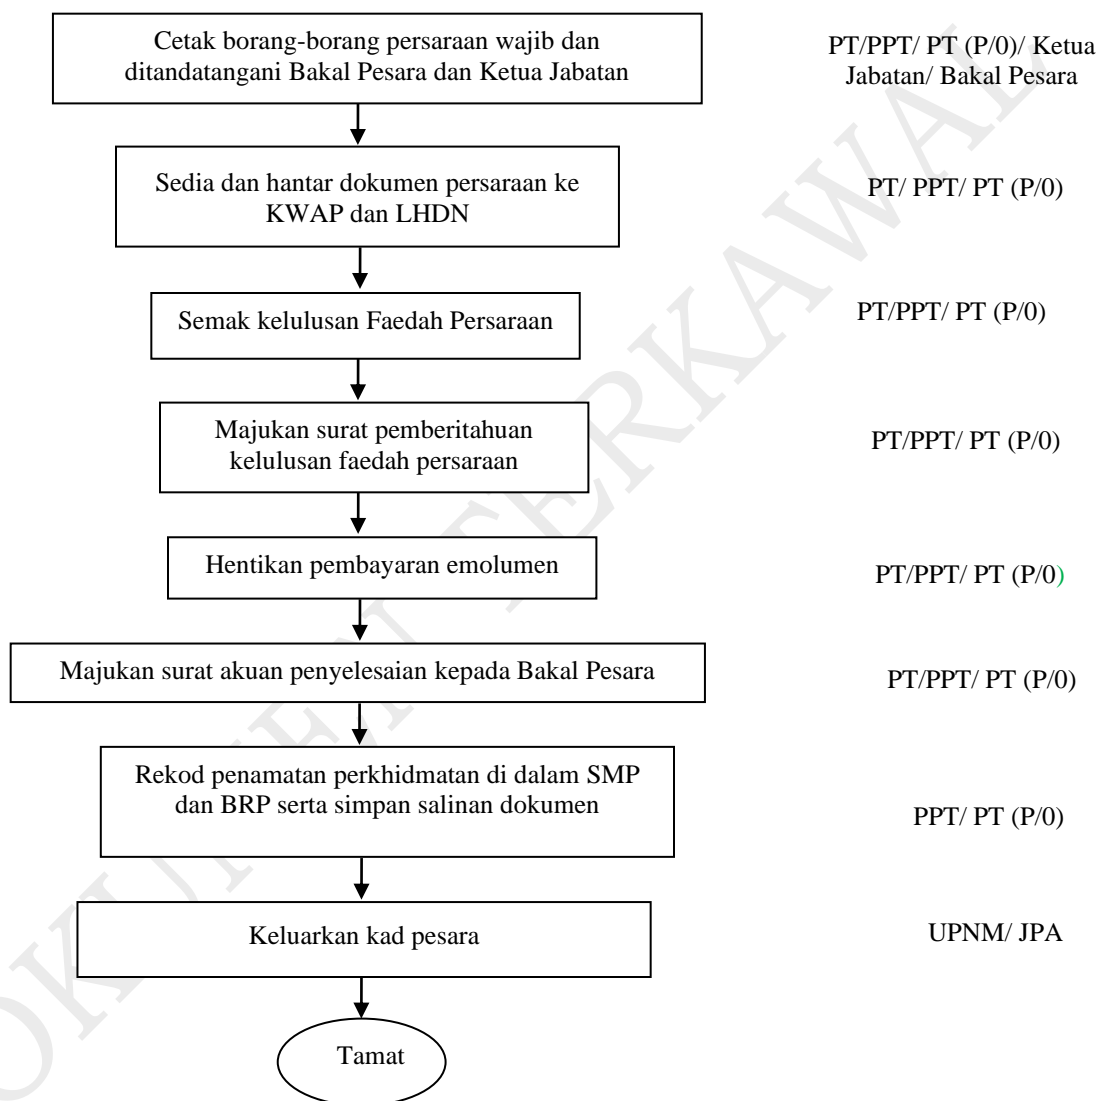 Cetak borang-borang persaraan wajib dan
ditandatangani Bakal Pesara dan Ketua Jabatan
PT/PPT/ PT (P/0)/ Ketua
Jabatan/ Bakal Pesara
Sedia dan hantar dokumen persaraan ke
KWAP dan LHDN
PT/ PPT/ PT (P/0)
Semak kelulusan Faedah Persaraan
PT/PPT/ PT (P/0)
Majukan surat pemberitahuan
kelulusan faedah persaraan
PT/PPT/ PT (P/0)
Hentikan pembayaran emolumen
PT/PPT/ PT (P/0)
Majukan surat akuan penyelesaian kepada Bakal Pesara
PT/PPT/ PT (P/0)
Rekod penamatan perkhidmatan di dalam SMP
dan BRP serta simpan salinan dokumen
PPT/ PT (P/0)
Keluarkan kad pesara
UPNM/ JPA
Tamat
OKUMEN TERKAWAL